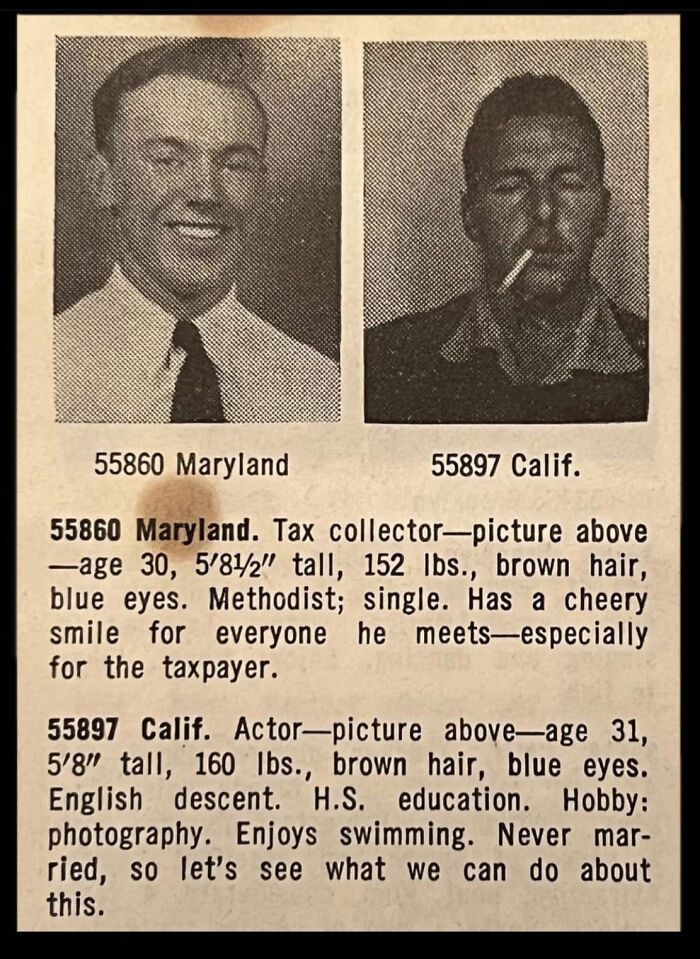 55860 Maryland
55897 Calif.
55860 Maryland. Tax collector—picture above
—age 30, 5′8½″ tall, 152 lbs., brown hair,
blue eyes. Methodist; single. Has a cheery
smile for everyone he meets—especially
for the taxpayer.
55897 Calif. Actor—picture above—age 31,
5′8″ tall, 160 lbs., brown hair, blue eyes.
English descent. H.S. education. Hobby:
photography. Enjoys swimming. Never mar-
ried, so let's see what we can do about
this.